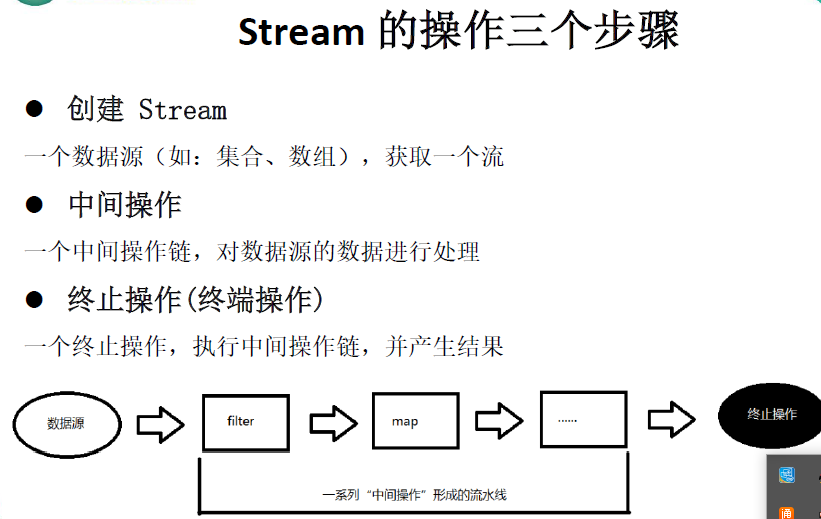 Stream 的操作三个步骤
● 创建 Stream
一个数据源（如：集合、数组），获取一个流
● 中间操作
一个中间操作链，对数据源的数据进行处理
● 终止操作(终端操作)
一个终止操作，执行中间操作链，并产生结果
数据源
filter
map
......
终止操作
一系列“中间操作”形成的流水线